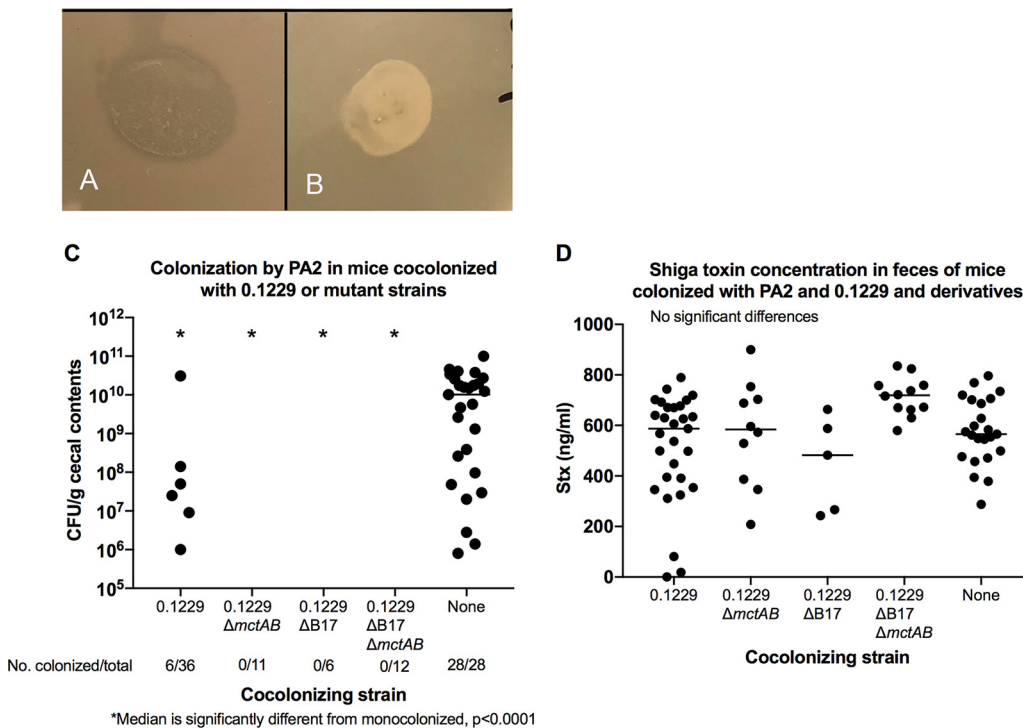 A
B
C
Colonization by PA2 in mice cocolonized
with 0.1229 or mutant strains
CFU/g cecal contents
10¹²
10¹¹
10¹⁰
10⁹
10⁸
10⁷
10⁶
10⁵
* * * *
0.1229 0.1229 0.1229 0.1229 None
ΔmctAB ΔB17 ΔB17
ΔmctAB
No. colonized/total 6/36 0/11 0/6 0/12 28/28
Cocolonizing strain
*Median is significantly different from monocolonized, p<0.0001
D
Shiga toxin concentration in feces of mice
colonized with PA2 and 0.1229 and derivatives
No significant differences
Stx (ng/ml)
1000
800
600
400
200
0
0.1229 0.1229 0.1229 0.1229 None
ΔmctAB ΔB17 ΔB17
ΔmctAB
Cocolonizing strain